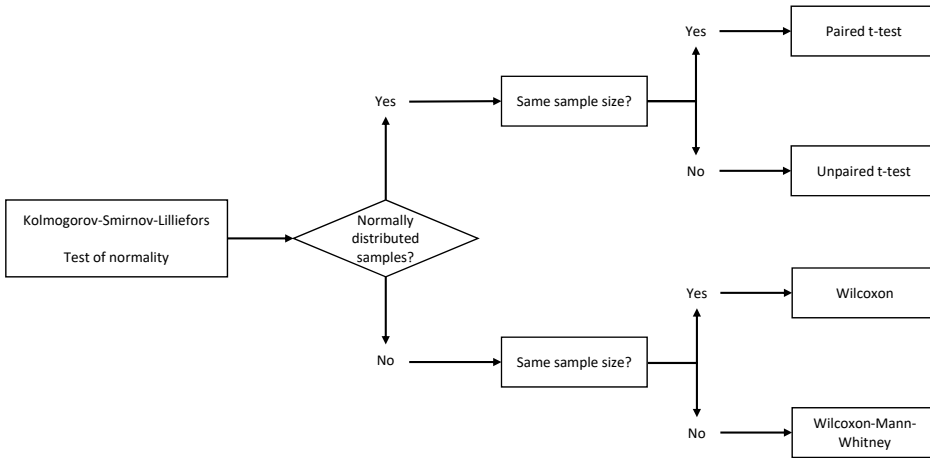 Kolmogorov-Smirnov-Lilliefors
Test of normality
Normally
distributed
samples?
Yes
Same sample size?
Yes
Paired t-test
No
Unpaired t-test
No
Same sample size?
Yes
Wilcoxon
No
Wilcoxon-Mann-
Whitney